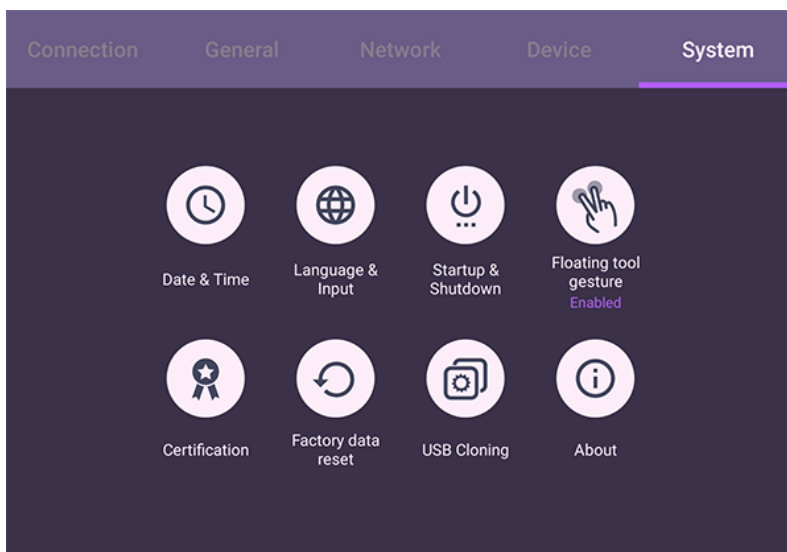 Connection General Network Device System
Date & Time
Language &
Input
Startup &
Shutdown
Floating tool
gesture
Enabled
Certification
Factory data
reset
USB Cloning
About